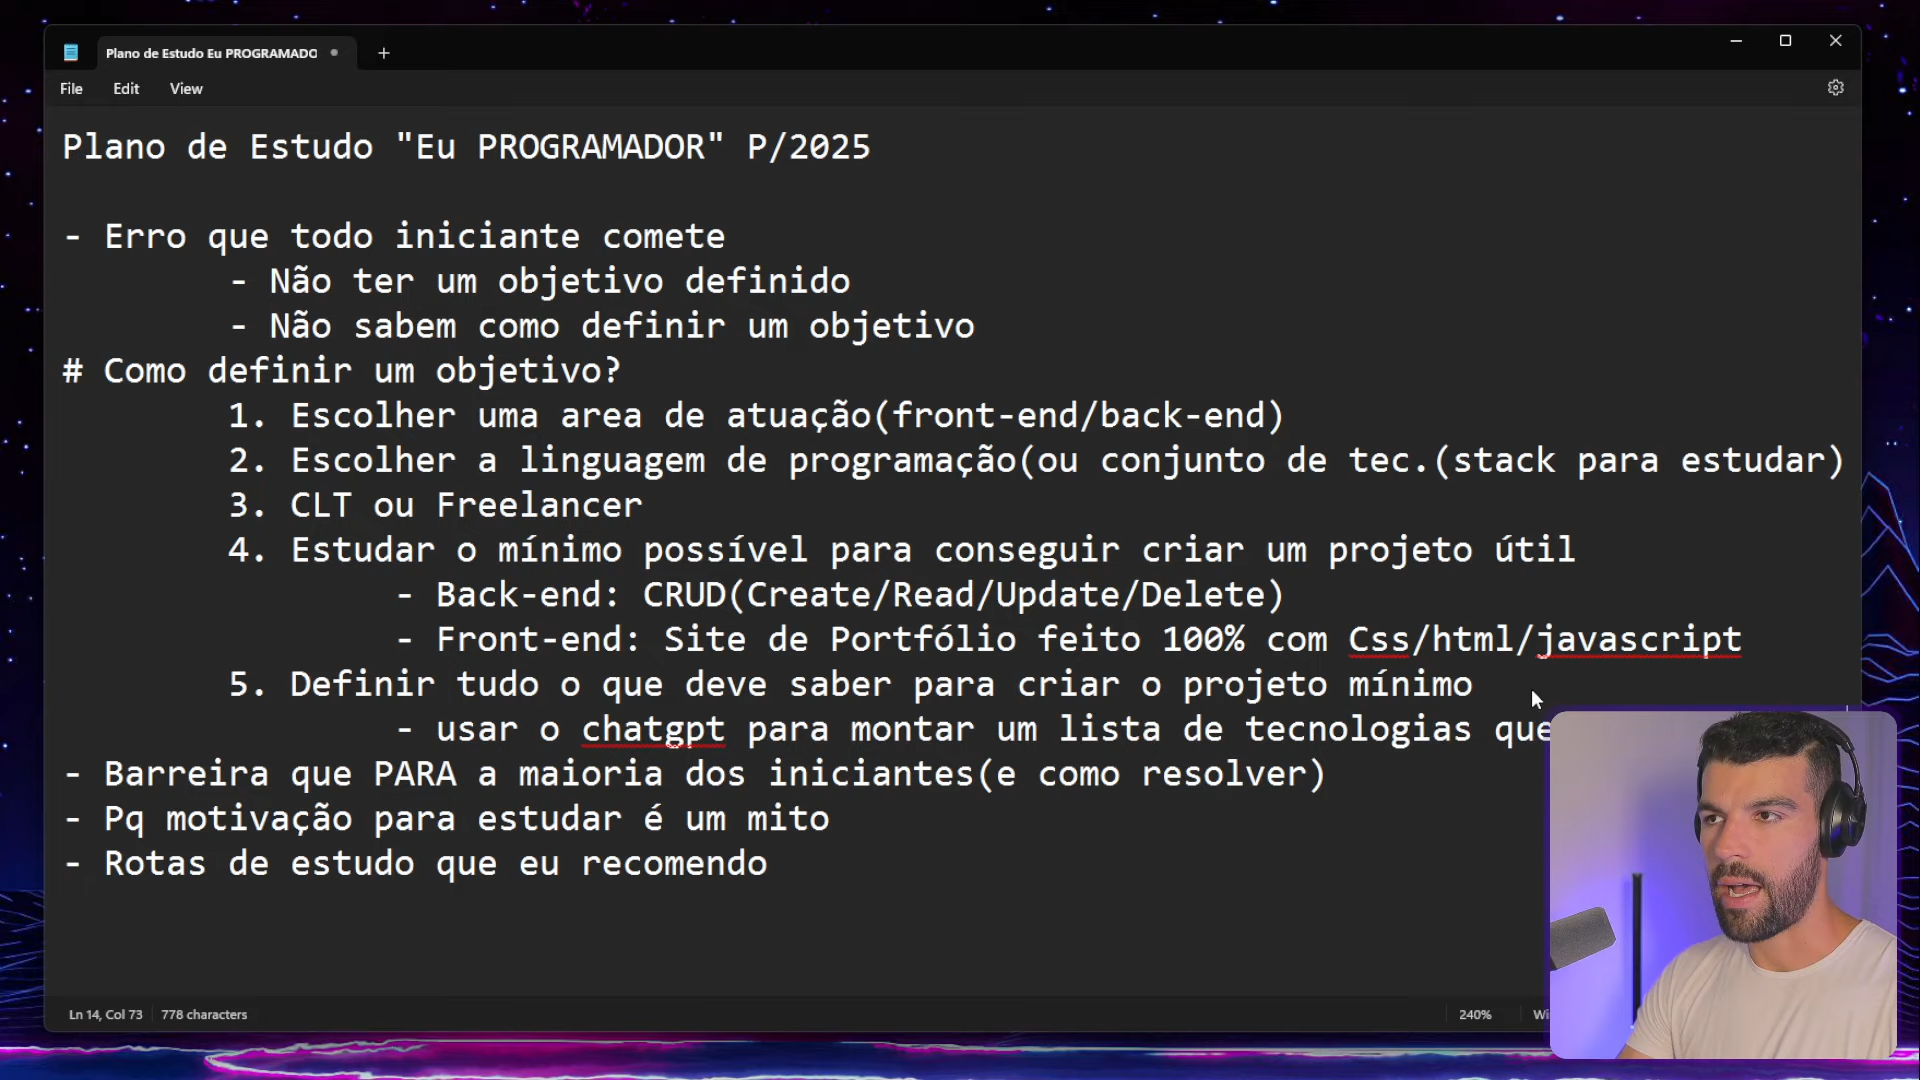 Plano de Estudo Eu PROGRAMADO
File Edit View
Plano de Estudo "Eu PROGRAMADOR" P/2025
- Erro que todo iniciante comete
- Não ter um objetivo definido
- Não sabem como definir um objetivo
# Como definir um objetivo?
1. Escolher uma area de atuação(front-end/back-end)
2. Escolher a linguagem de programação(ou conjunto de tec.(stack para estudar)
3. CLT ou Freelancer
4. Estudar o mínimo possível para conseguir criar um projeto útil
- Back-end: CRUD(Create/Read/Update/Delete)
- Front-end: Site de Portfólio feito 100% com Css/html/javascript
5. Definir tudo o que deve saber para criar o projeto mínimo
- usar o chatgpt para montar um lista de tecnologias que
- Barreira que PARA a maioria dos iniciantes(e como resolver)
- Pq motivação para estudar é um mito
- Rotas de estudo que eu recomendo
Ln 14, Col 73 778 characters 240%